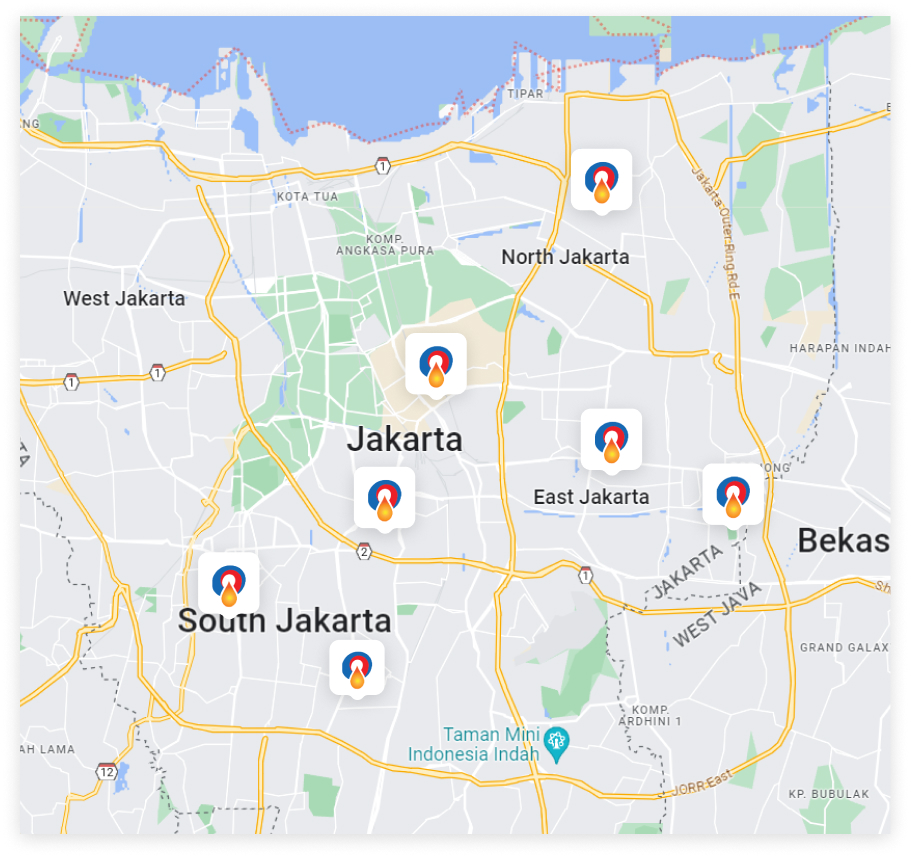 TIPAR
NG
1
KOTA TUA
Jakarta Outer Ring Rd E
KOMP.
ANGKASA PURA
North Jakarta
West Jakarta
HARAPAN INDAH
1
1
Jakarta
TA
ONG
East Jakarta
Bekas
2
1
JAKARTA
WEST JAVA
Sh
South Jakarta
GRAND GALAX
KOMP.
ARDHINI 1
Taman Mini
Indonesia Indah
AH LAMA
12
JORR East
KP. BUBULAK